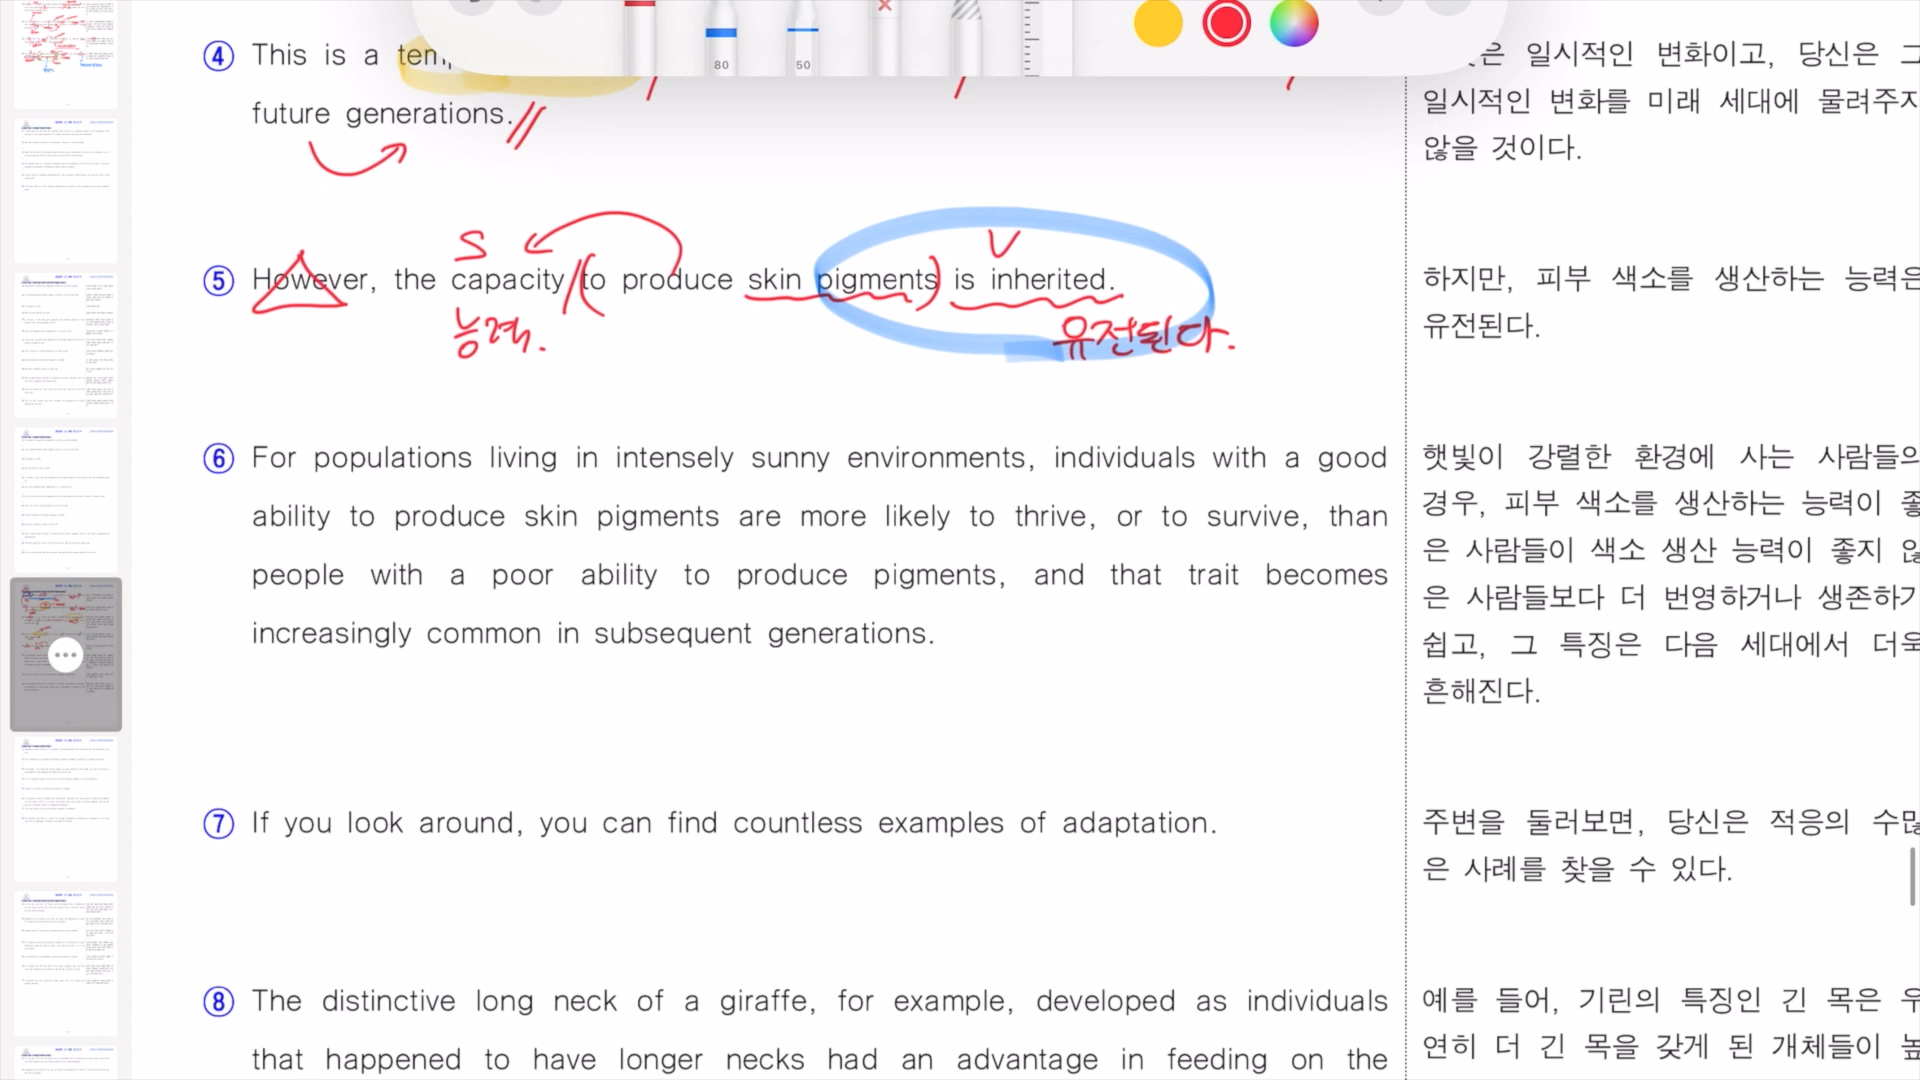 80
50
④ This is a tem
future generations.
은 일시적인 변화이고, 당신은 그
일시적인 변화를 미래 세대에 물려주지
않을 것이다.
S
V
⑤ However, the capacity to produce skin pigments is inherited.
능력.
유전된다.
하지만, 피부 색소를 생산하는 능력은
유전된다.
⑥ For populations living in intensely sunny environments, individuals with a good
ability to produce skin pigments are more likely to thrive, or to survive, than
people with a poor ability to produce pigments, and that trait becomes
increasingly common in subsequent generations.
햇빛이 강렬한 환경에 사는 사람들의
경우, 피부 색소를 생산하는 능력이 좋
은 사람들이 색소 생산 능력이 좋지 않
은 사람들보다 더 번영하거나 생존하기
쉽고, 그 특징은 다음 세대에서 더욱
흔해진다.
⑦ If you look around, you can find countless examples of adaptation.
주변을 둘러보면, 당신은 적응의 수많
은 사례를 찾을 수 있다.
⑧ The distinctive long neck of a giraffe, for example, developed as individuals
that happened to have longer necks had an advantage in feeding on the
예를 들어, 기린의 특징인 긴 목은 우
연히 더 긴 목을 갖게 된 개체들이 높